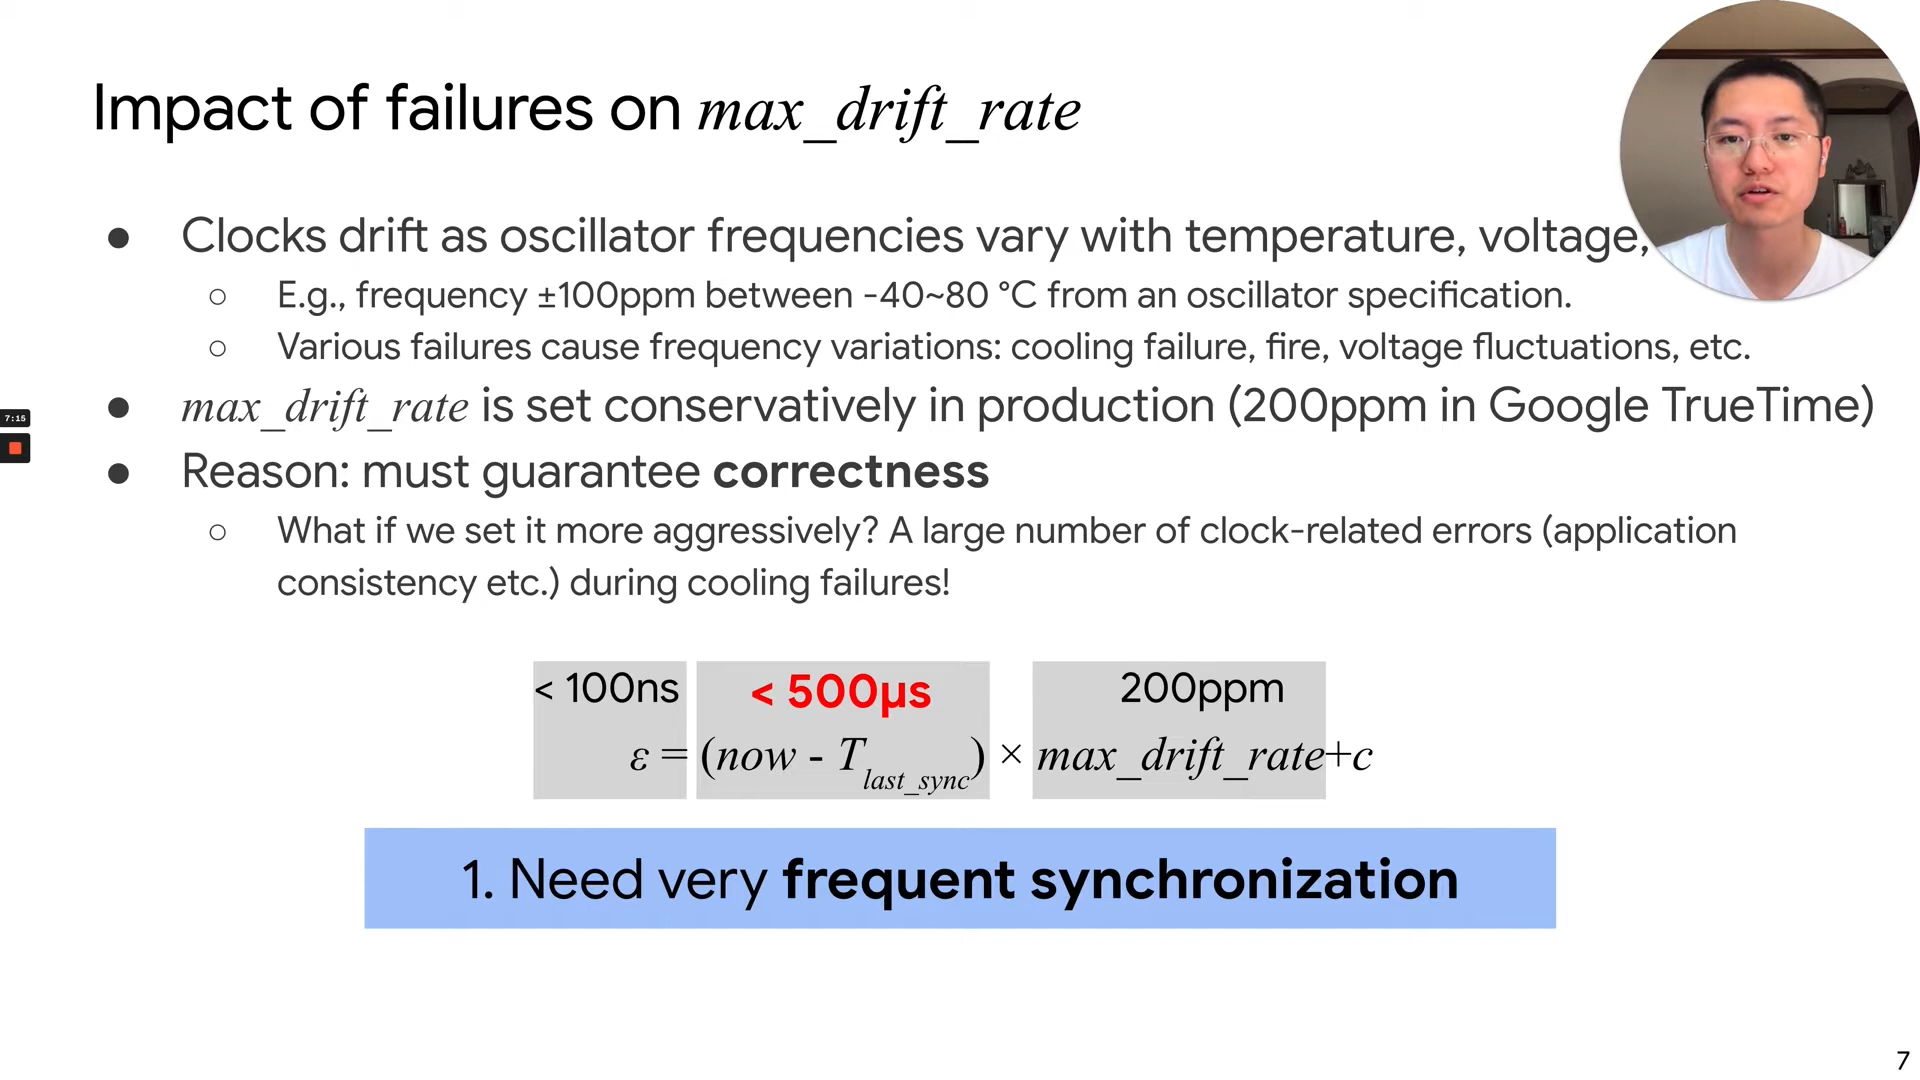 Impact of failures on max_drift_rate
● Clocks drift as oscillator frequencies vary with temperature, voltage,
○ E.g., frequency ±100ppm between -40~80 °C from an oscillator specification.
○ Various failures cause frequency variations: cooling failure, fire, voltage fluctuations, etc.
● max_drift_rate is set conservatively in production (200ppm in Google TrueTime)
7:15
● Reason: must guarantee correctness
○ What if we set it more aggressively? A large number of clock-related errors (application
consistency etc.) during cooling failures!
< 100ns < 500µs 200ppm
ε = (now - T_last_sync) × max_drift_rate+c
1. Need very frequent synchronization
7